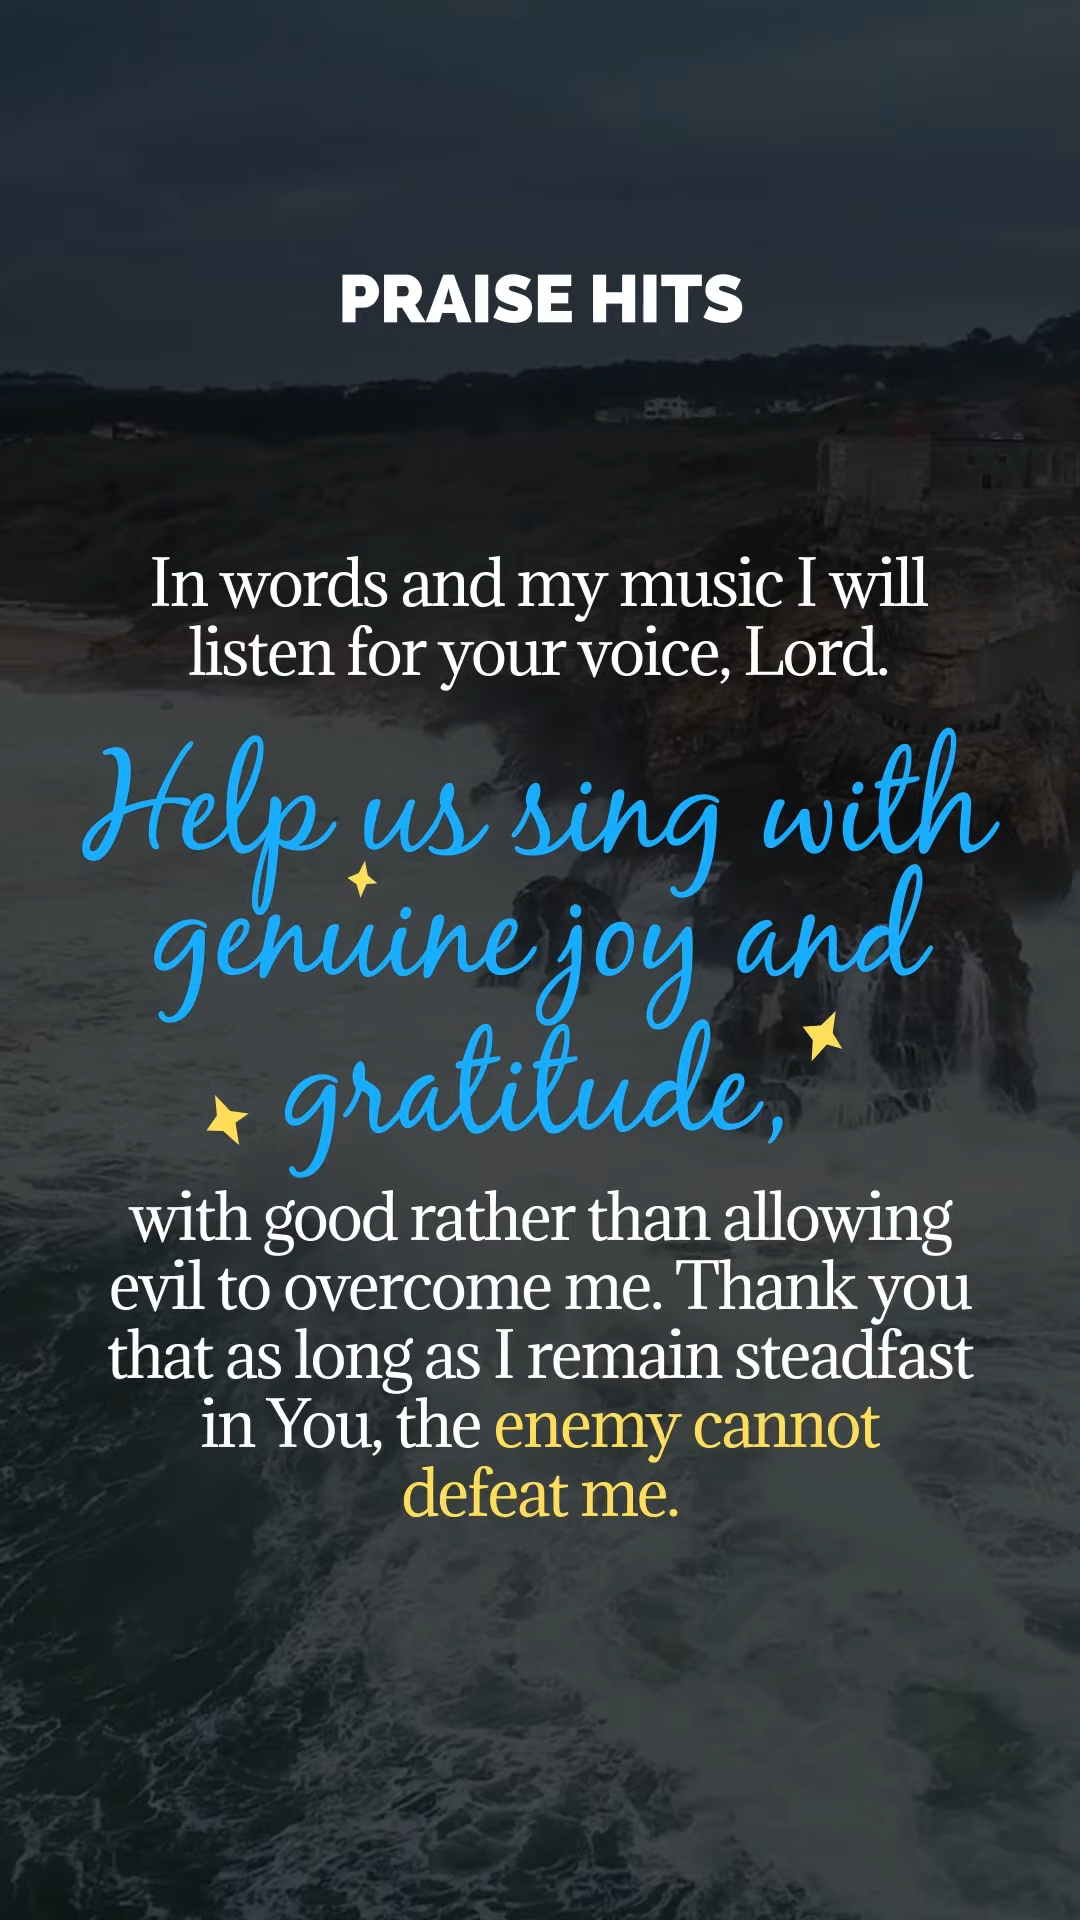 PRAISE HITS
In words and my music I will
listen for your voice, Lord.
Help us sing with
genuine joy and
gratitude,
with good rather than allowing
evil to overcome me. Thank you
that as long as I remain steadfast
in You, the enemy cannot
defeat me.